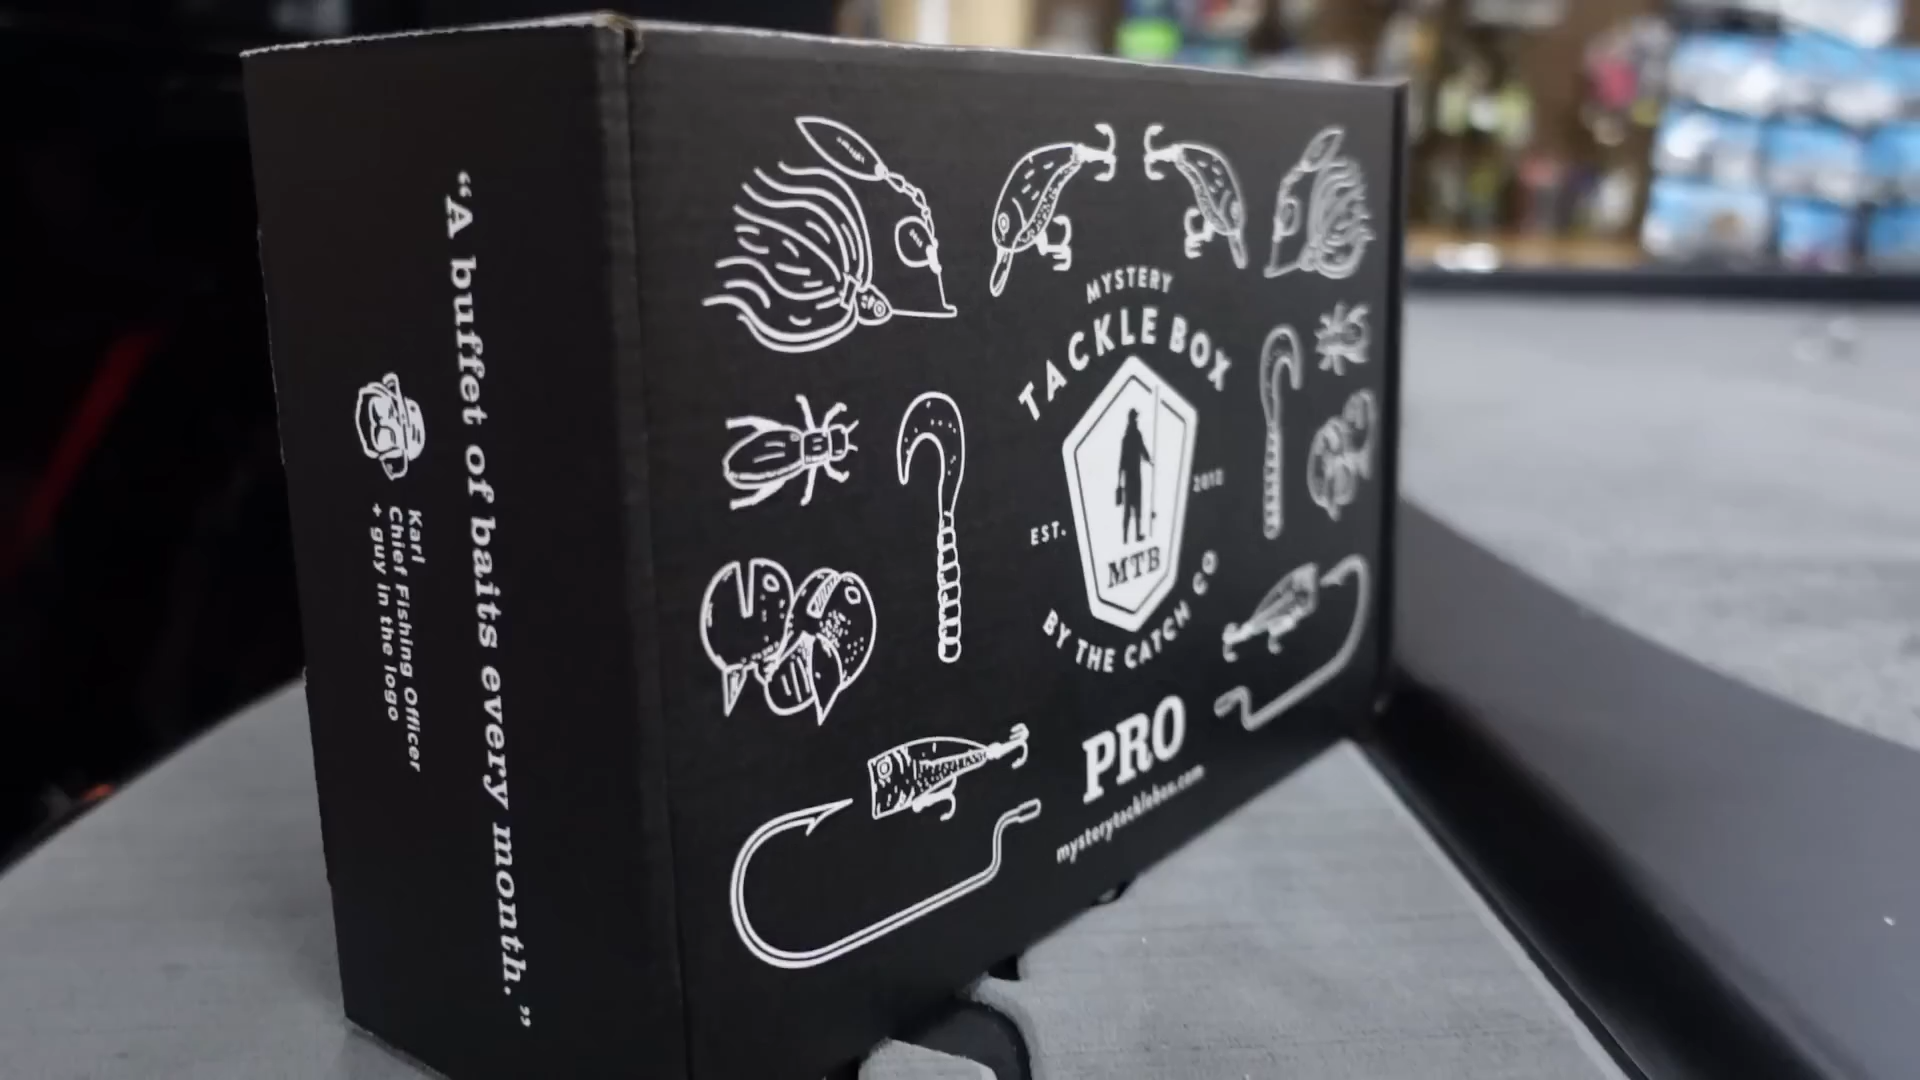 “A buffet of baits every month.”
Karl
Chief Fishing Officer
+ guy in the logo
MYSTERY
TACKLE BOX
EST. 2012
MTB
BY THE CATCH CO
PRO
mysterytacklebox.com